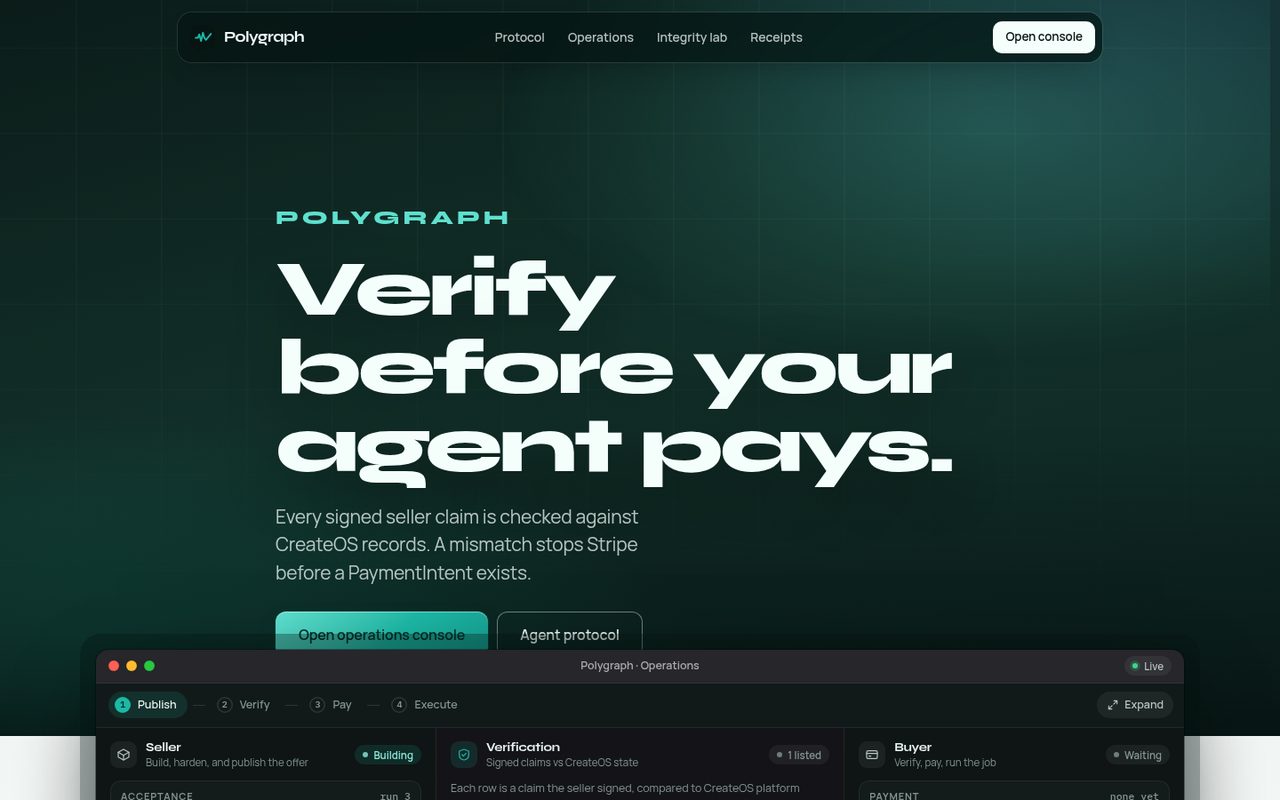 Polygraph
Protocol Operations Integrity lab Receipts
Open console
POLYGRAPH
Verify
before your
agent pays.
Every signed seller claim is checked against
CreateOS records. A mismatch stops Stripe
before a PaymentIntent exists.
Open operations console Agent protocol
Polygraph · Operations
Live
1 Publish 2 Verify 3 Pay 4 Execute
Expand
Seller
Build, harden, and publish the offer
Building
Verification
Signed claims vs CreateOS state
1 listed
Buyer
Verify, pay, run the job
Waiting
ACCEPTANCE run 3
Each row is a claim the seller signed, compared to CreateOS platform
PAYMENT none yet